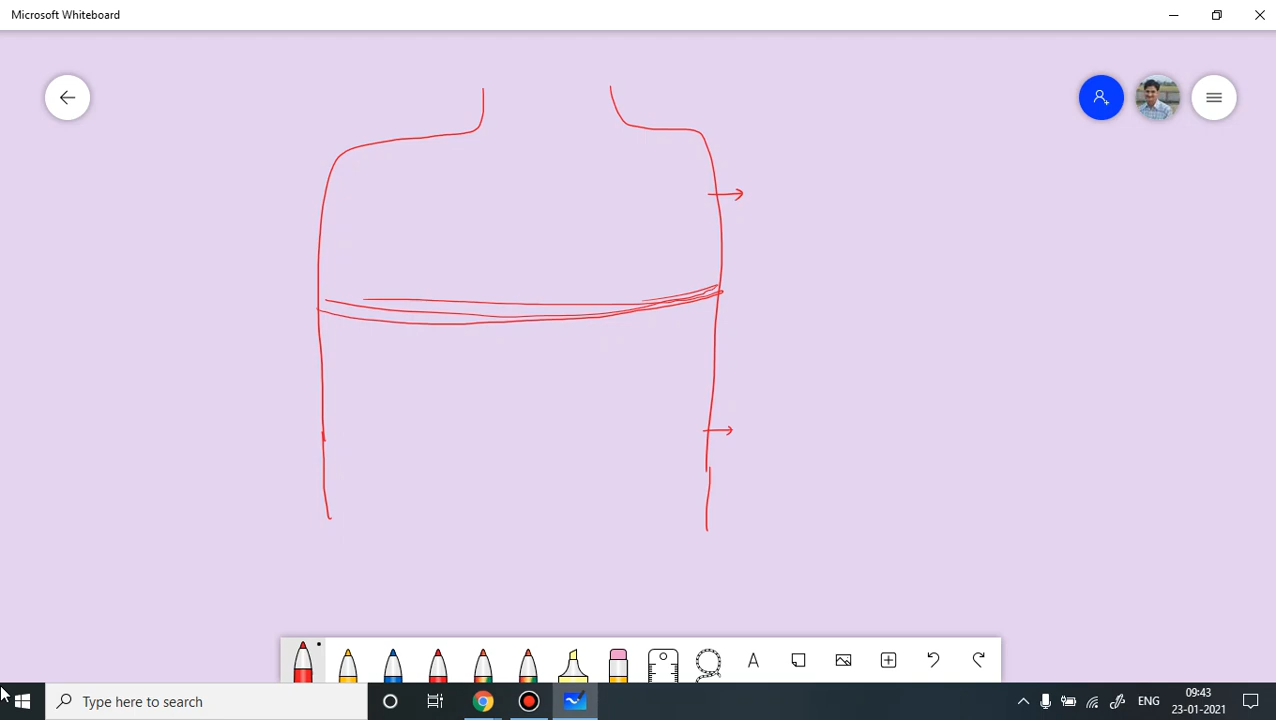 Microsoft Whiteboard
A
Type here to search
ENG
09:43
23-01-2021